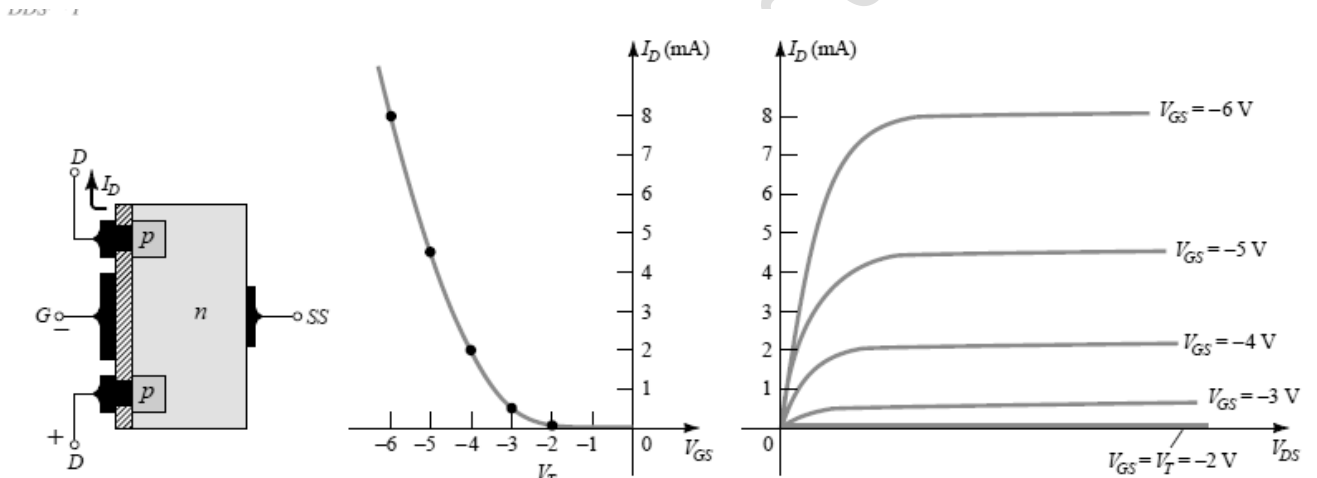 D
I_D
p
G
−
n
SS
p
+
D
I_D (mA)
8
7
6
5
4
3
2
1
−6 −5 −4 −3 −2 −1 0 V_GS
V_T
I_D (mA)
8
7
6
5
4
3
2
1
0
V_GS = −6 V
V_GS = −5 V
V_GS = −4 V
V_GS = −3 V
V_GS = V_T = −2 V
V_DS